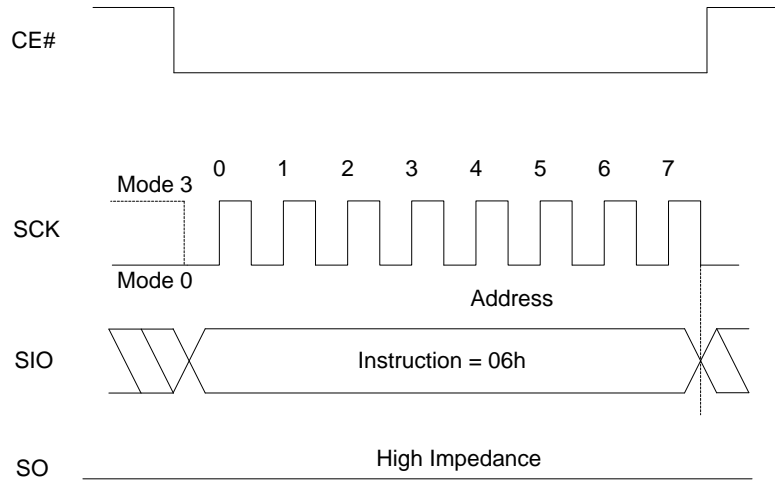 CE#
0 1 2 3 4 5 6 7
Mode 3
SCK
Mode 0
Address
SIO
Instruction = 06h
High Impedance
SO